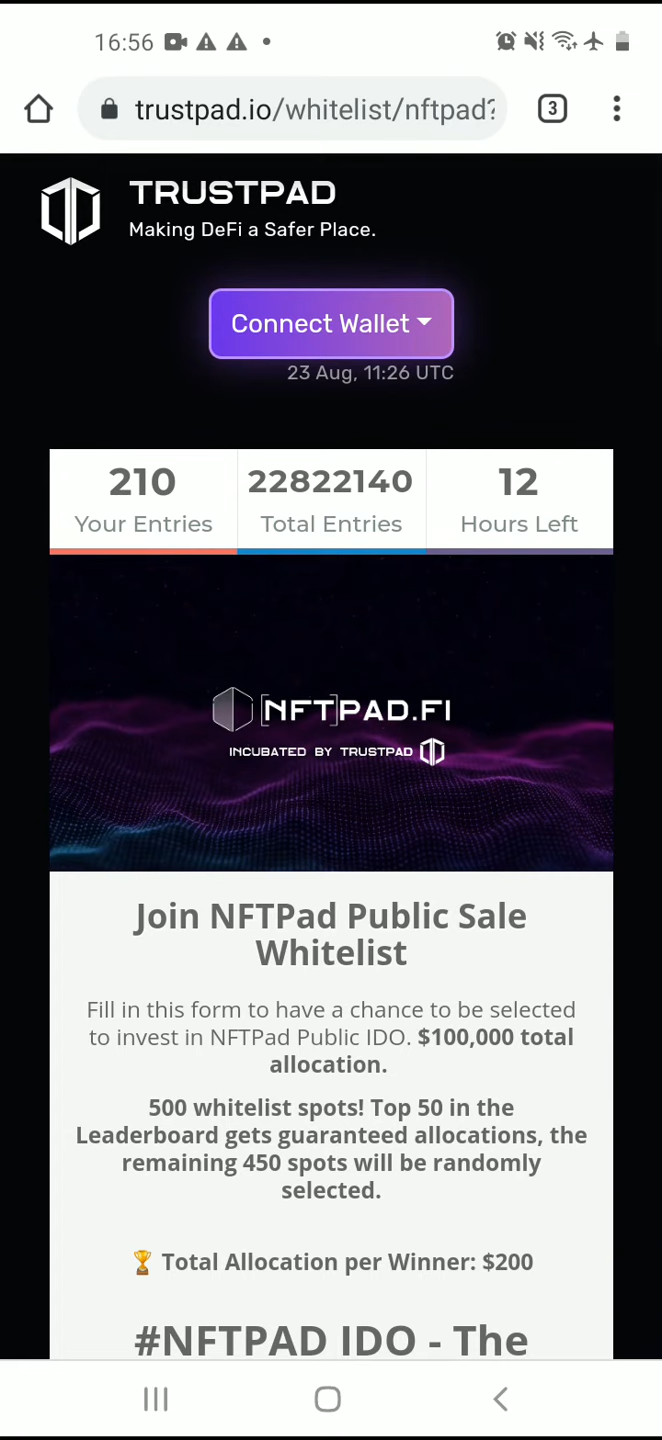 16:56
trustpad.io/whitelist/nftpad?
3
TRUSTPAD
Making DeFi a Safer Place.
Connect Wallet
23 Aug, 11:26 UTC
210
22822140
12
Your Entries
Total Entries
Hours Left
[NFT]PAD.FI
INCUBATED BY TRUSTPAD
Join NFTPad Public Sale
Whitelist
Fill in this form to have a chance to be selected
to invest in NFTPad Public IDO. $100,000 total
allocation.
500 whitelist spots! Top 50 in the
Leaderboard gets guaranteed allocations, the
remaining 450 spots will be randomly
selected.
🏆 Total Allocation per Winner: $200
#NFTPAD IDO - The